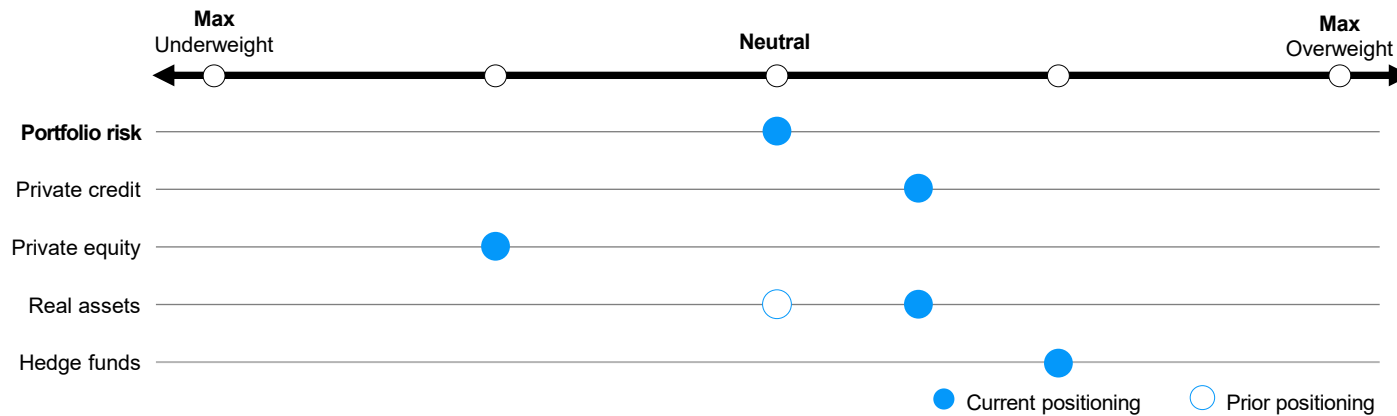 Max
Underweight
Neutral
Max
Overweight
Portfolio risk
Private credit
Private equity
Real assets
Hedge funds
Current positioning
Prior positioning